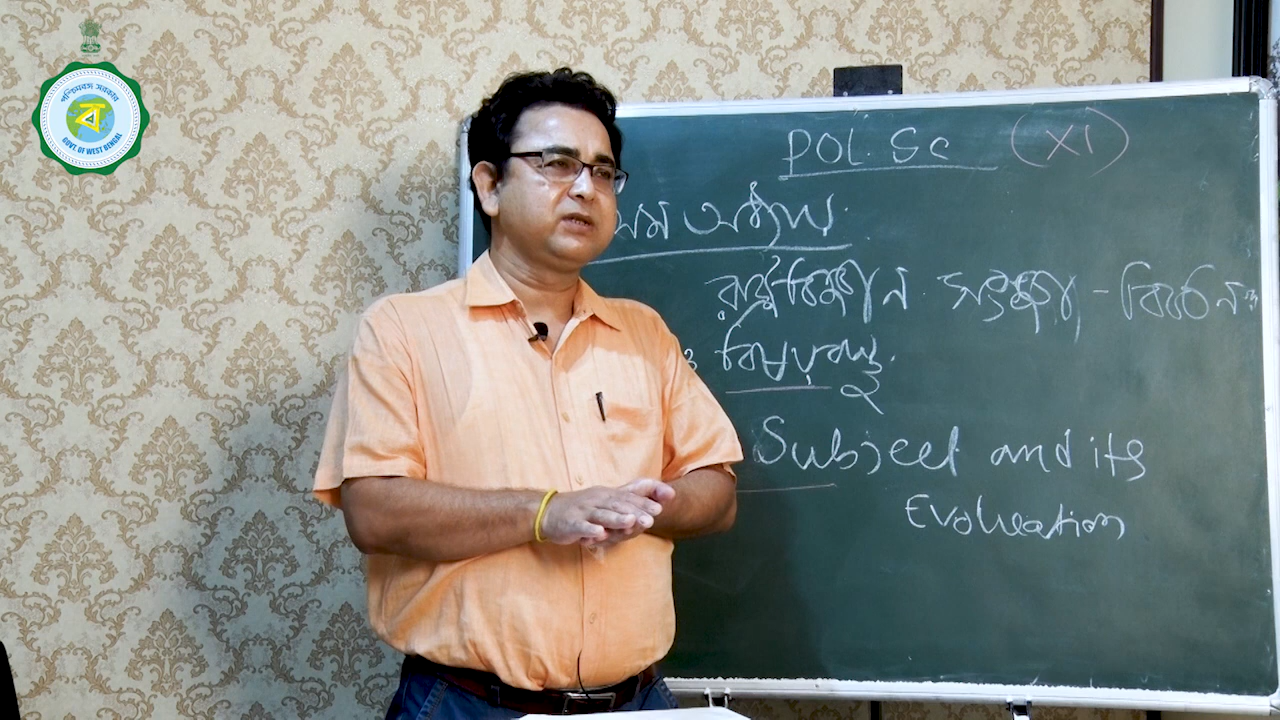 পশ্চিমবঙ্গ সরকার
GOVT. OF WEST BENGAL
POL. Sc (XI)
অধ্যায়
রাষ্ট্রবিজ্ঞান সংজ্ঞা - বিবর্তন
ও বিষয়বস্তু
Subject and its
Evolueation